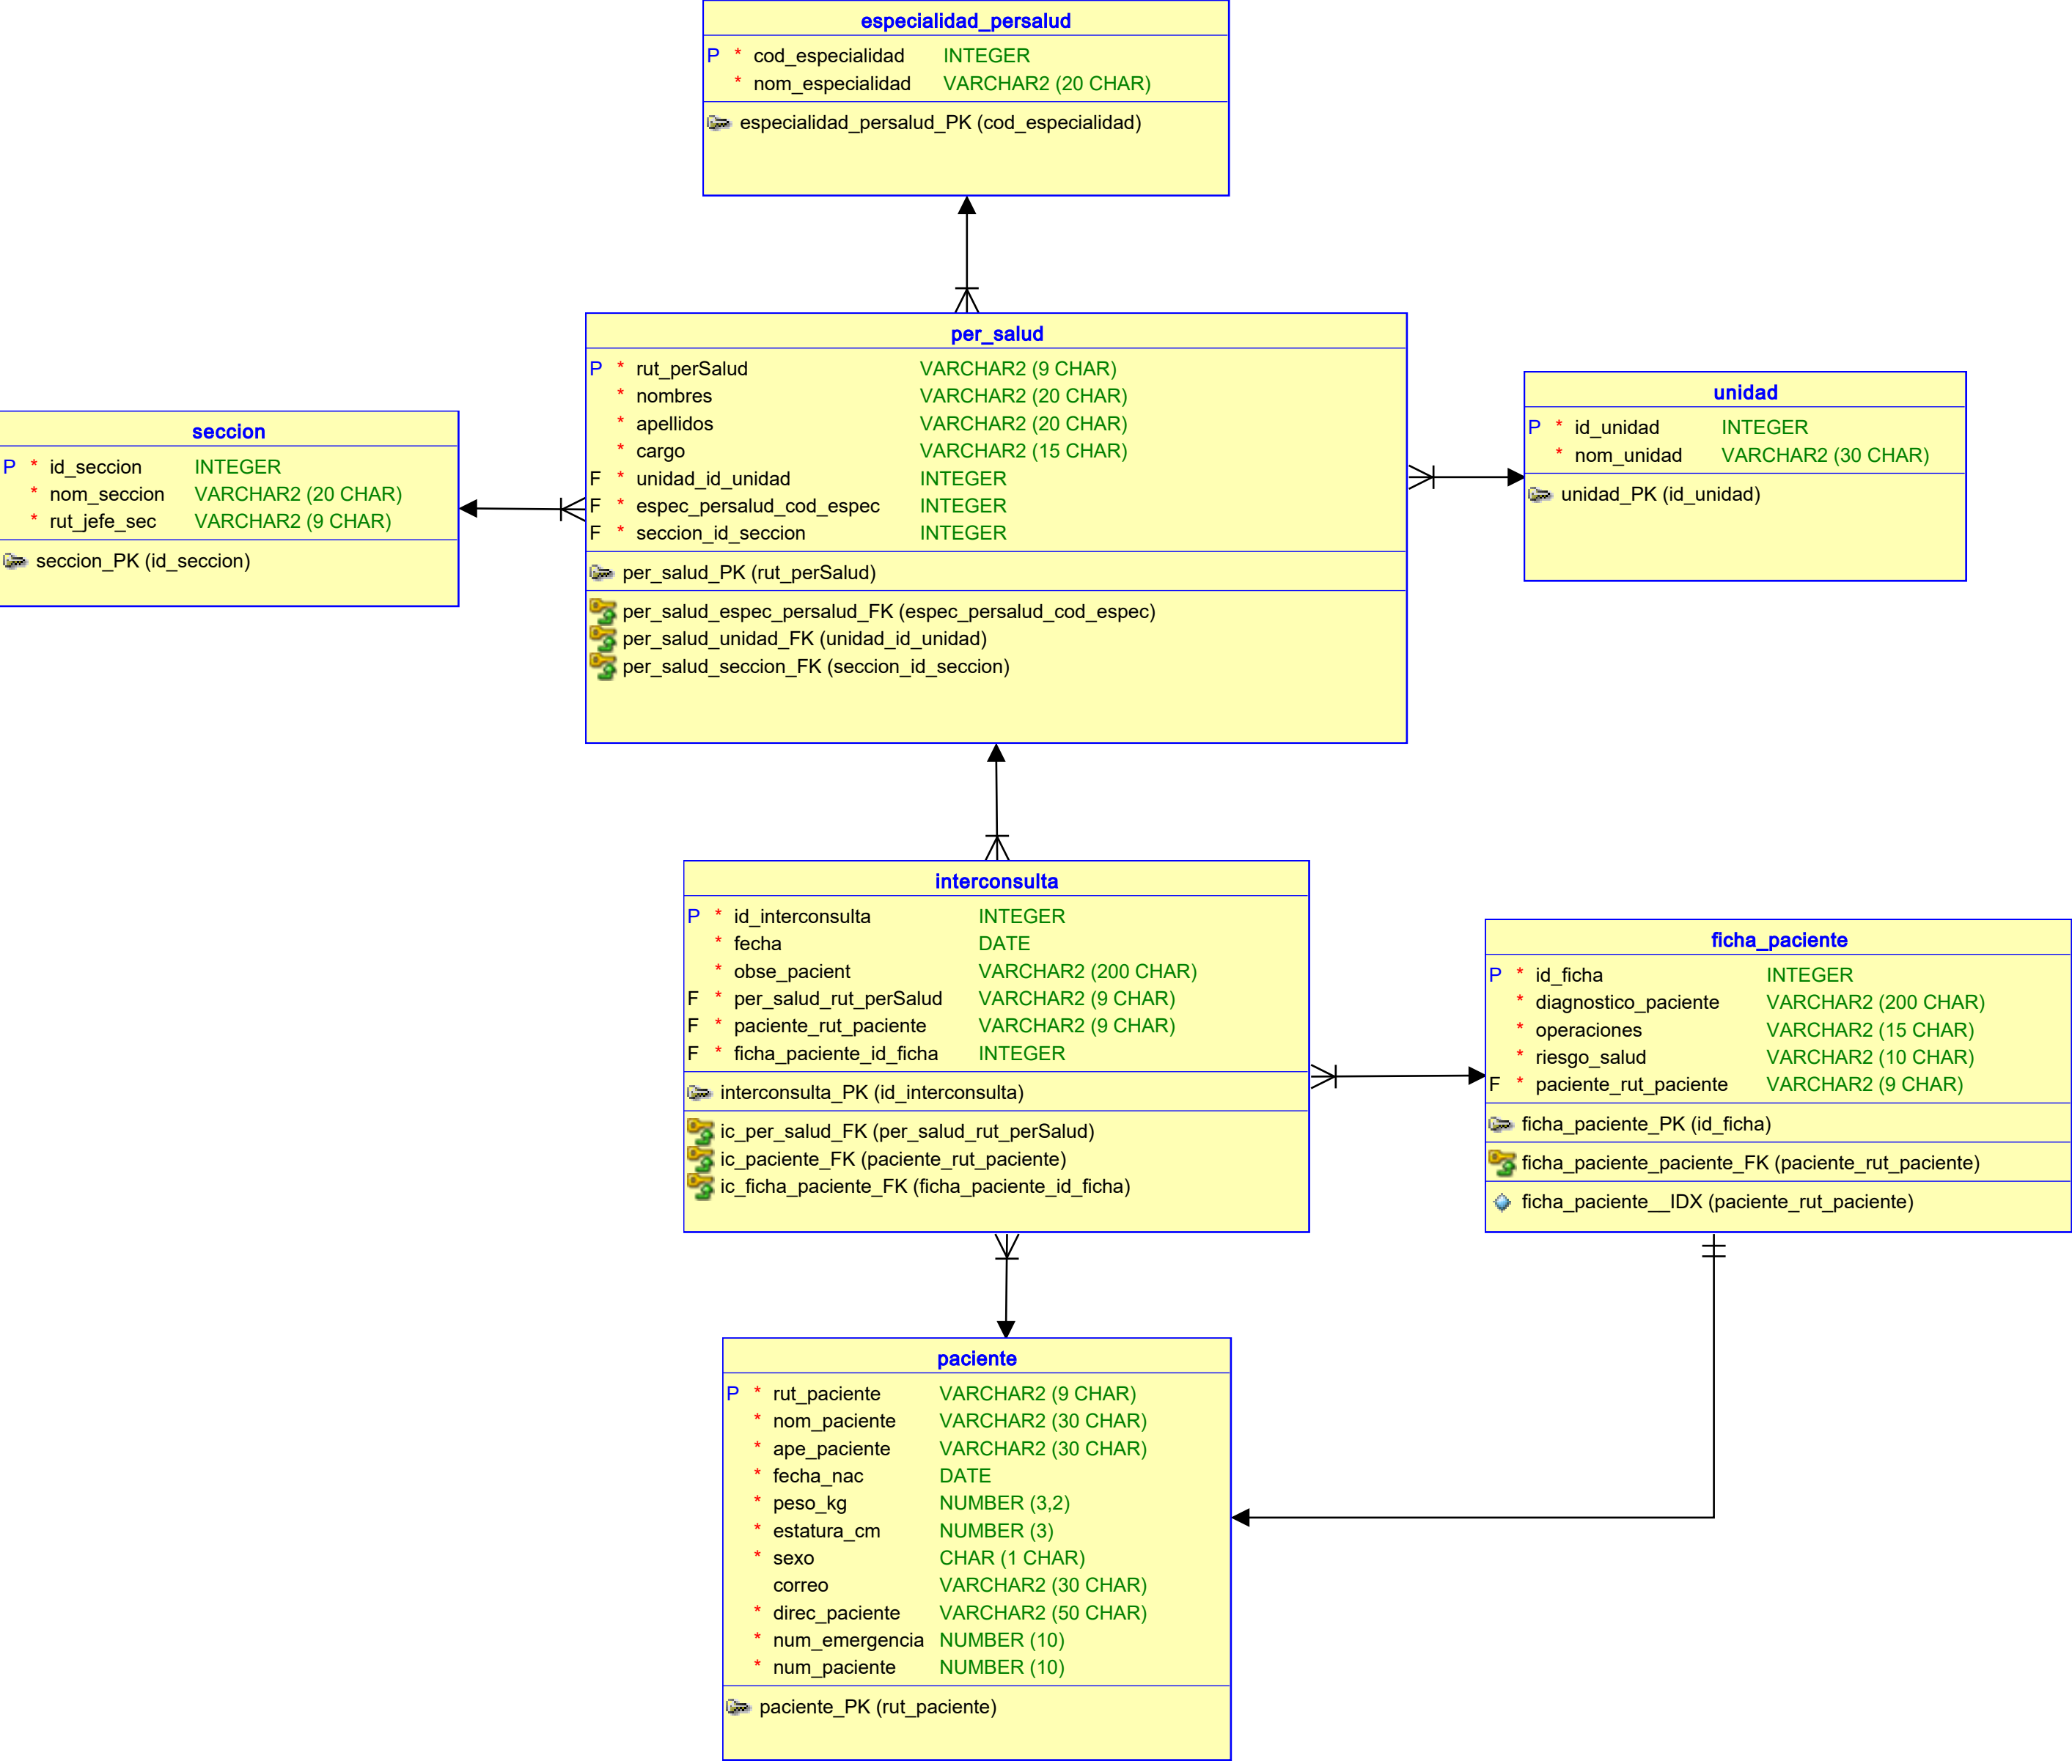 especialidad_persalud
P * cod_especialidad INTEGER
* nom_especialidad VARCHAR2 (20 CHAR)
especialidad_persalud_PK (cod_especialidad)
per_salud
P * rut_perSalud VARCHAR2 (9 CHAR)
* nombres VARCHAR2 (20 CHAR)
* apellidos VARCHAR2 (20 CHAR)
* cargo VARCHAR2 (15 CHAR)
F * unidad_id_unidad INTEGER
F * espec_persalud_cod_espec INTEGER
F * seccion_id_seccion INTEGER
per_salud_PK (rut_perSalud)
per_salud_espec_persalud_FK (espec_persalud_cod_espec)
per_salud_unidad_FK (unidad_id_unidad)
per_salud_seccion_FK (seccion_id_seccion)
unidad
P * id_unidad INTEGER
* nom_unidad VARCHAR2 (30 CHAR)
unidad_PK (id_unidad)
seccion
P * id_seccion INTEGER
* nom_seccion VARCHAR2 (20 CHAR)
* rut_jefe_sec VARCHAR2 (9 CHAR)
seccion_PK (id_seccion)
interconsulta
P * id_interconsulta INTEGER
* fecha DATE
* obse_pacient VARCHAR2 (200 CHAR)
F * per_salud_rut_perSalud VARCHAR2 (9 CHAR)
F * paciente_rut_paciente VARCHAR2 (9 CHAR)
F * ficha_paciente_id_ficha INTEGER
interconsulta_PK (id_interconsulta)
ic_per_salud_FK (per_salud_rut_perSalud)
ic_paciente_FK (paciente_rut_paciente)
ic_ficha_paciente_FK (ficha_paciente_id_ficha)
ficha_paciente
P * id_ficha INTEGER
* diagnostico_paciente VARCHAR2 (200 CHAR)
* operaciones VARCHAR2 (15 CHAR)
* riesgo_salud VARCHAR2 (10 CHAR)
F * paciente_rut_paciente VARCHAR2 (9 CHAR)
ficha_paciente_PK (id_ficha)
ficha_paciente_paciente_FK (paciente_rut_paciente)
ficha_paciente__IDX (paciente_rut_paciente)
paciente
P * rut_paciente VARCHAR2 (9 CHAR)
* nom_paciente VARCHAR2 (30 CHAR)
* ape_paciente VARCHAR2 (30 CHAR)
* fecha_nac DATE
* peso_kg NUMBER (3,2)
* estatura_cm NUMBER (3)
* sexo CHAR (1 CHAR)
correo VARCHAR2 (30 CHAR)
* direc_paciente VARCHAR2 (50 CHAR)
* num_emergencia NUMBER (10)
* num_paciente NUMBER (10)
paciente_PK (rut_paciente)